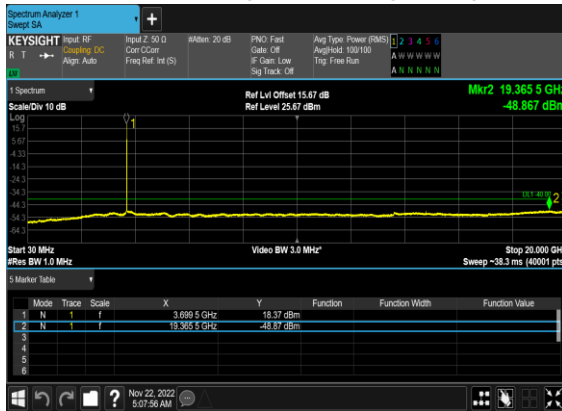 Spectrum Analyzer 1
Swept SA
KEYSIGHT Input: RF Input Z: 50 Ω #Atten: 20 dB PNO: Fast Avg Type: Power (RMS) 1 2 3 4 5 6
R T Coupling: DC Corr CCorr Gate: Off Avg|Hold: 100/100 A W W W W W
Align: Auto Freq Ref: Int (S) IF Gain: Low Trig: Free Run
Sig Track: Off A N N N N N
1 Spectrum Ref Lvl Offset 15.67 dB Mkr2 19.365 5 GHz
Scale/Div 10 dB Ref Level 25.67 dBm -48.867 dBm
Log
15.7
5.67
-4.33
-14.3
-24.3
-34.3
-44.3
-54.3
-64.3
1
2
Start 30 MHz Video BW 3.0 MHz* Stop 20.000 GHz
#Res BW 1.0 MHz Sweep ~38.3 ms (40001 pts)
5 Marker Table
Mode Trace Scale X Y Function Function Width Function Value
1 N 1 f 3.699 5 GHz 18.37 dBm
2 N 1 f 19.365 5 GHz -48.87 dBm
3
4
5
6
? Nov 22, 2022
5:07:56 AM